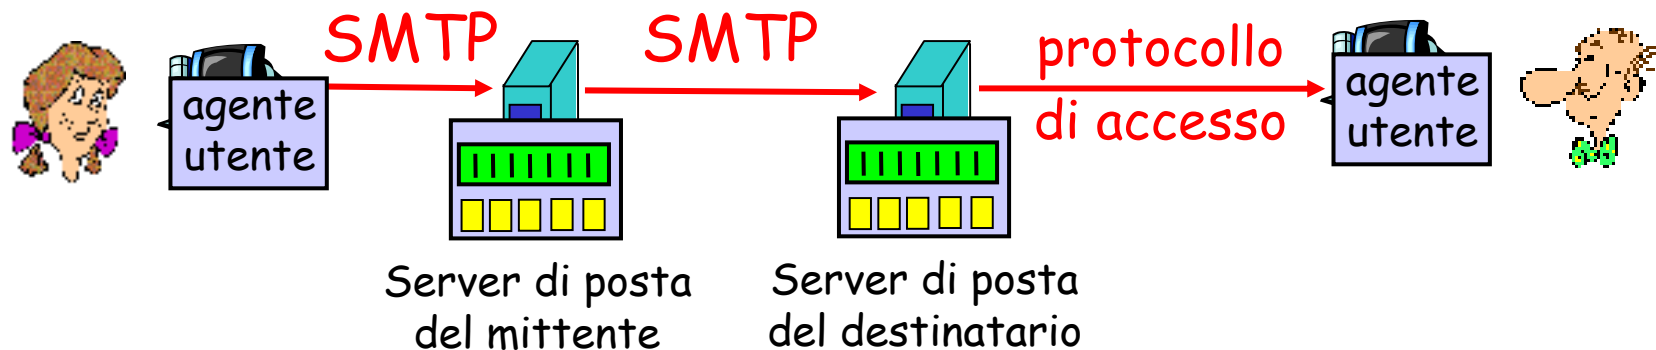 SMTP
SMTP
protocollo
di accesso
agente
utente
agente
utente
Server di posta
del mittente
Server di posta
del destinatario